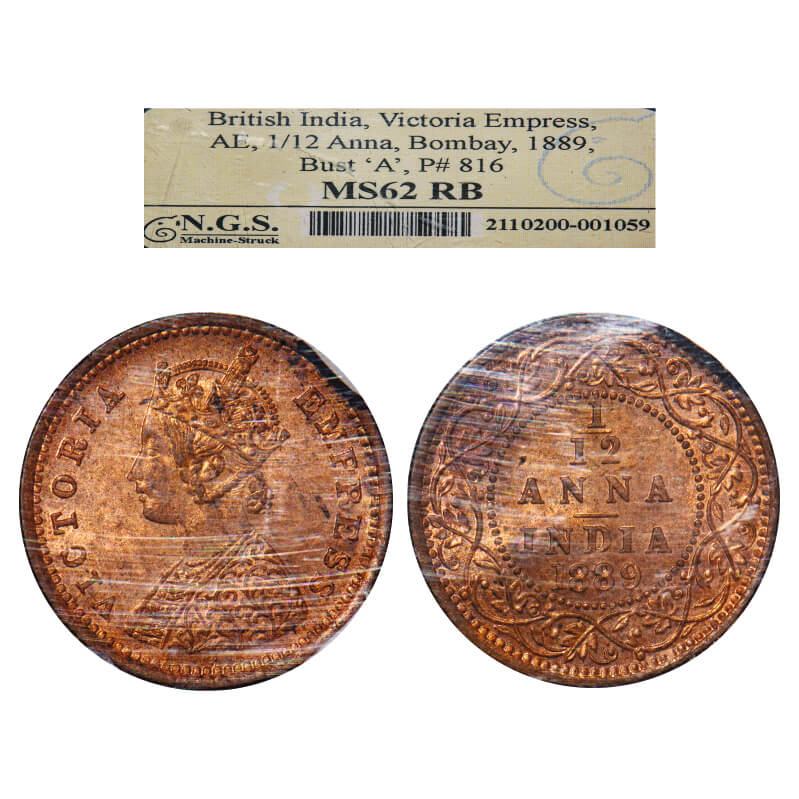 British India, Victoria Empress,
AE, 1/12 Anna, Bombay, 1889,
Bust ‘A’, P# 816
MS62 RB
N.G.S.
Machine-Struck
2110200-001059
VICTORIA EMPRESS
1
12
ANNA
INDIA
1889